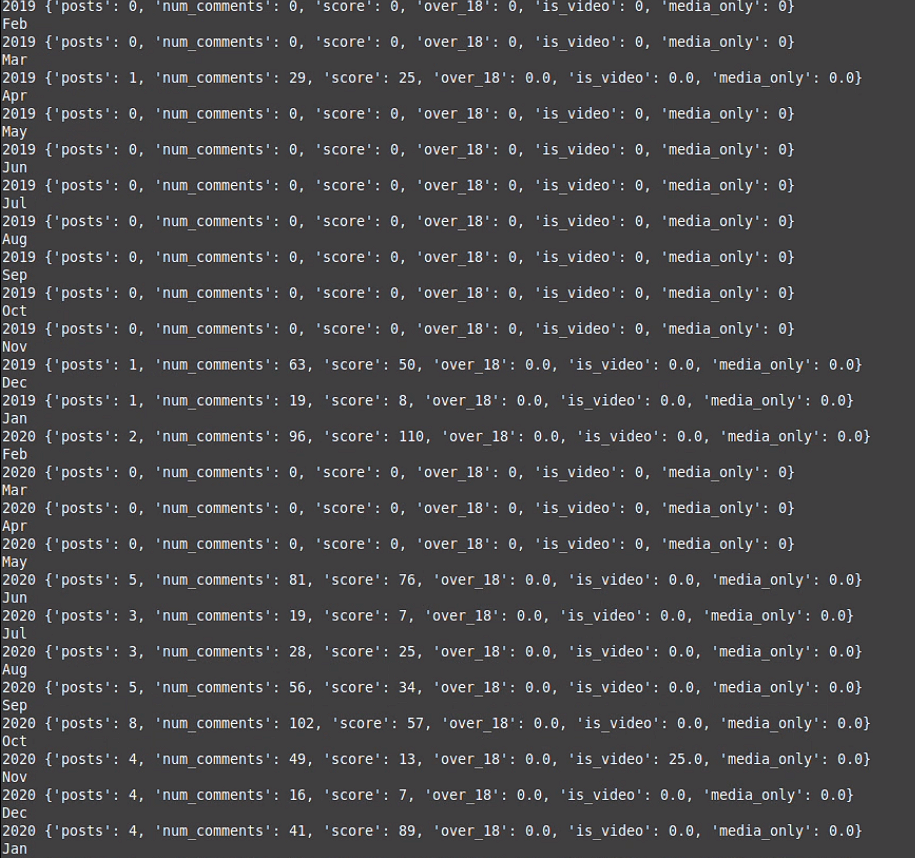 2019 {'posts': 0, 'num_comments': 0, 'score': 0, 'over_18': 0, 'is_video': 0, 'media_only': 0}
Feb
2019 {'posts': 0, 'num_comments': 0, 'score': 0, 'over_18': 0, 'is_video': 0, 'media_only': 0}
Mar
2019 {'posts': 1, 'num_comments': 29, 'score': 25, 'over_18': 0.0, 'is_video': 0.0, 'media_only': 0.0}
Apr
2019 {'posts': 0, 'num_comments': 0, 'score': 0, 'over_18': 0, 'is_video': 0, 'media_only': 0}
May
2019 {'posts': 0, 'num_comments': 0, 'score': 0, 'over_18': 0, 'is_video': 0, 'media_only': 0}
Jun
2019 {'posts': 0, 'num_comments': 0, 'score': 0, 'over_18': 0, 'is_video': 0, 'media_only': 0}
Jul
2019 {'posts': 0, 'num_comments': 0, 'score': 0, 'over_18': 0, 'is_video': 0, 'media_only': 0}
Aug
2019 {'posts': 0, 'num_comments': 0, 'score': 0, 'over_18': 0, 'is_video': 0, 'media_only': 0}
Sep
2019 {'posts': 0, 'num_comments': 0, 'score': 0, 'over_18': 0, 'is_video': 0, 'media_only': 0}
Oct
2019 {'posts': 0, 'num_comments': 0, 'score': 0, 'over_18': 0, 'is_video': 0, 'media_only': 0}
Nov
2019 {'posts': 1, 'num_comments': 63, 'score': 50, 'over_18': 0.0, 'is_video': 0.0, 'media_only': 0.0}
Dec
2019 {'posts': 1, 'num_comments': 19, 'score': 8, 'over_18': 0.0, 'is_video': 0.0, 'media_only': 0.0}
Jan
2020 {'posts': 2, 'num_comments': 96, 'score': 110, 'over_18': 0.0, 'is_video': 0.0, 'media_only': 0.0}
Feb
2020 {'posts': 0, 'num_comments': 0, 'score': 0, 'over_18': 0, 'is_video': 0, 'media_only': 0}
Mar
2020 {'posts': 0, 'num_comments': 0, 'score': 0, 'over_18': 0, 'is_video': 0, 'media_only': 0}
Apr
2020 {'posts': 0, 'num_comments': 0, 'score': 0, 'over_18': 0, 'is_video': 0, 'media_only': 0}
May
2020 {'posts': 5, 'num_comments': 81, 'score': 76, 'over_18': 0.0, 'is_video': 0.0, 'media_only': 0.0}
Jun
2020 {'posts': 3, 'num_comments': 19, 'score': 7, 'over_18': 0.0, 'is_video': 0.0, 'media_only': 0.0}
Jul
2020 {'posts': 3, 'num_comments': 28, 'score': 25, 'over_18': 0.0, 'is_video': 0.0, 'media_only': 0.0}
Aug
2020 {'posts': 5, 'num_comments': 56, 'score': 34, 'over_18': 0.0, 'is_video': 0.0, 'media_only': 0.0}
Sep
2020 {'posts': 8, 'num_comments': 102, 'score': 57, 'over_18': 0.0, 'is_video': 0.0, 'media_only': 0.0}
Oct
2020 {'posts': 4, 'num_comments': 49, 'score': 13, 'over_18': 0.0, 'is_video': 25.0, 'media_only': 0.0}
Nov
2020 {'posts': 4, 'num_comments': 16, 'score': 7, 'over_18': 0.0, 'is_video': 0.0, 'media_only': 0.0}
Dec
2020 {'posts': 4, 'num_comments': 41, 'score': 89, 'over_18': 0.0, 'is_video': 0.0, 'media_only': 0.0}
Jan